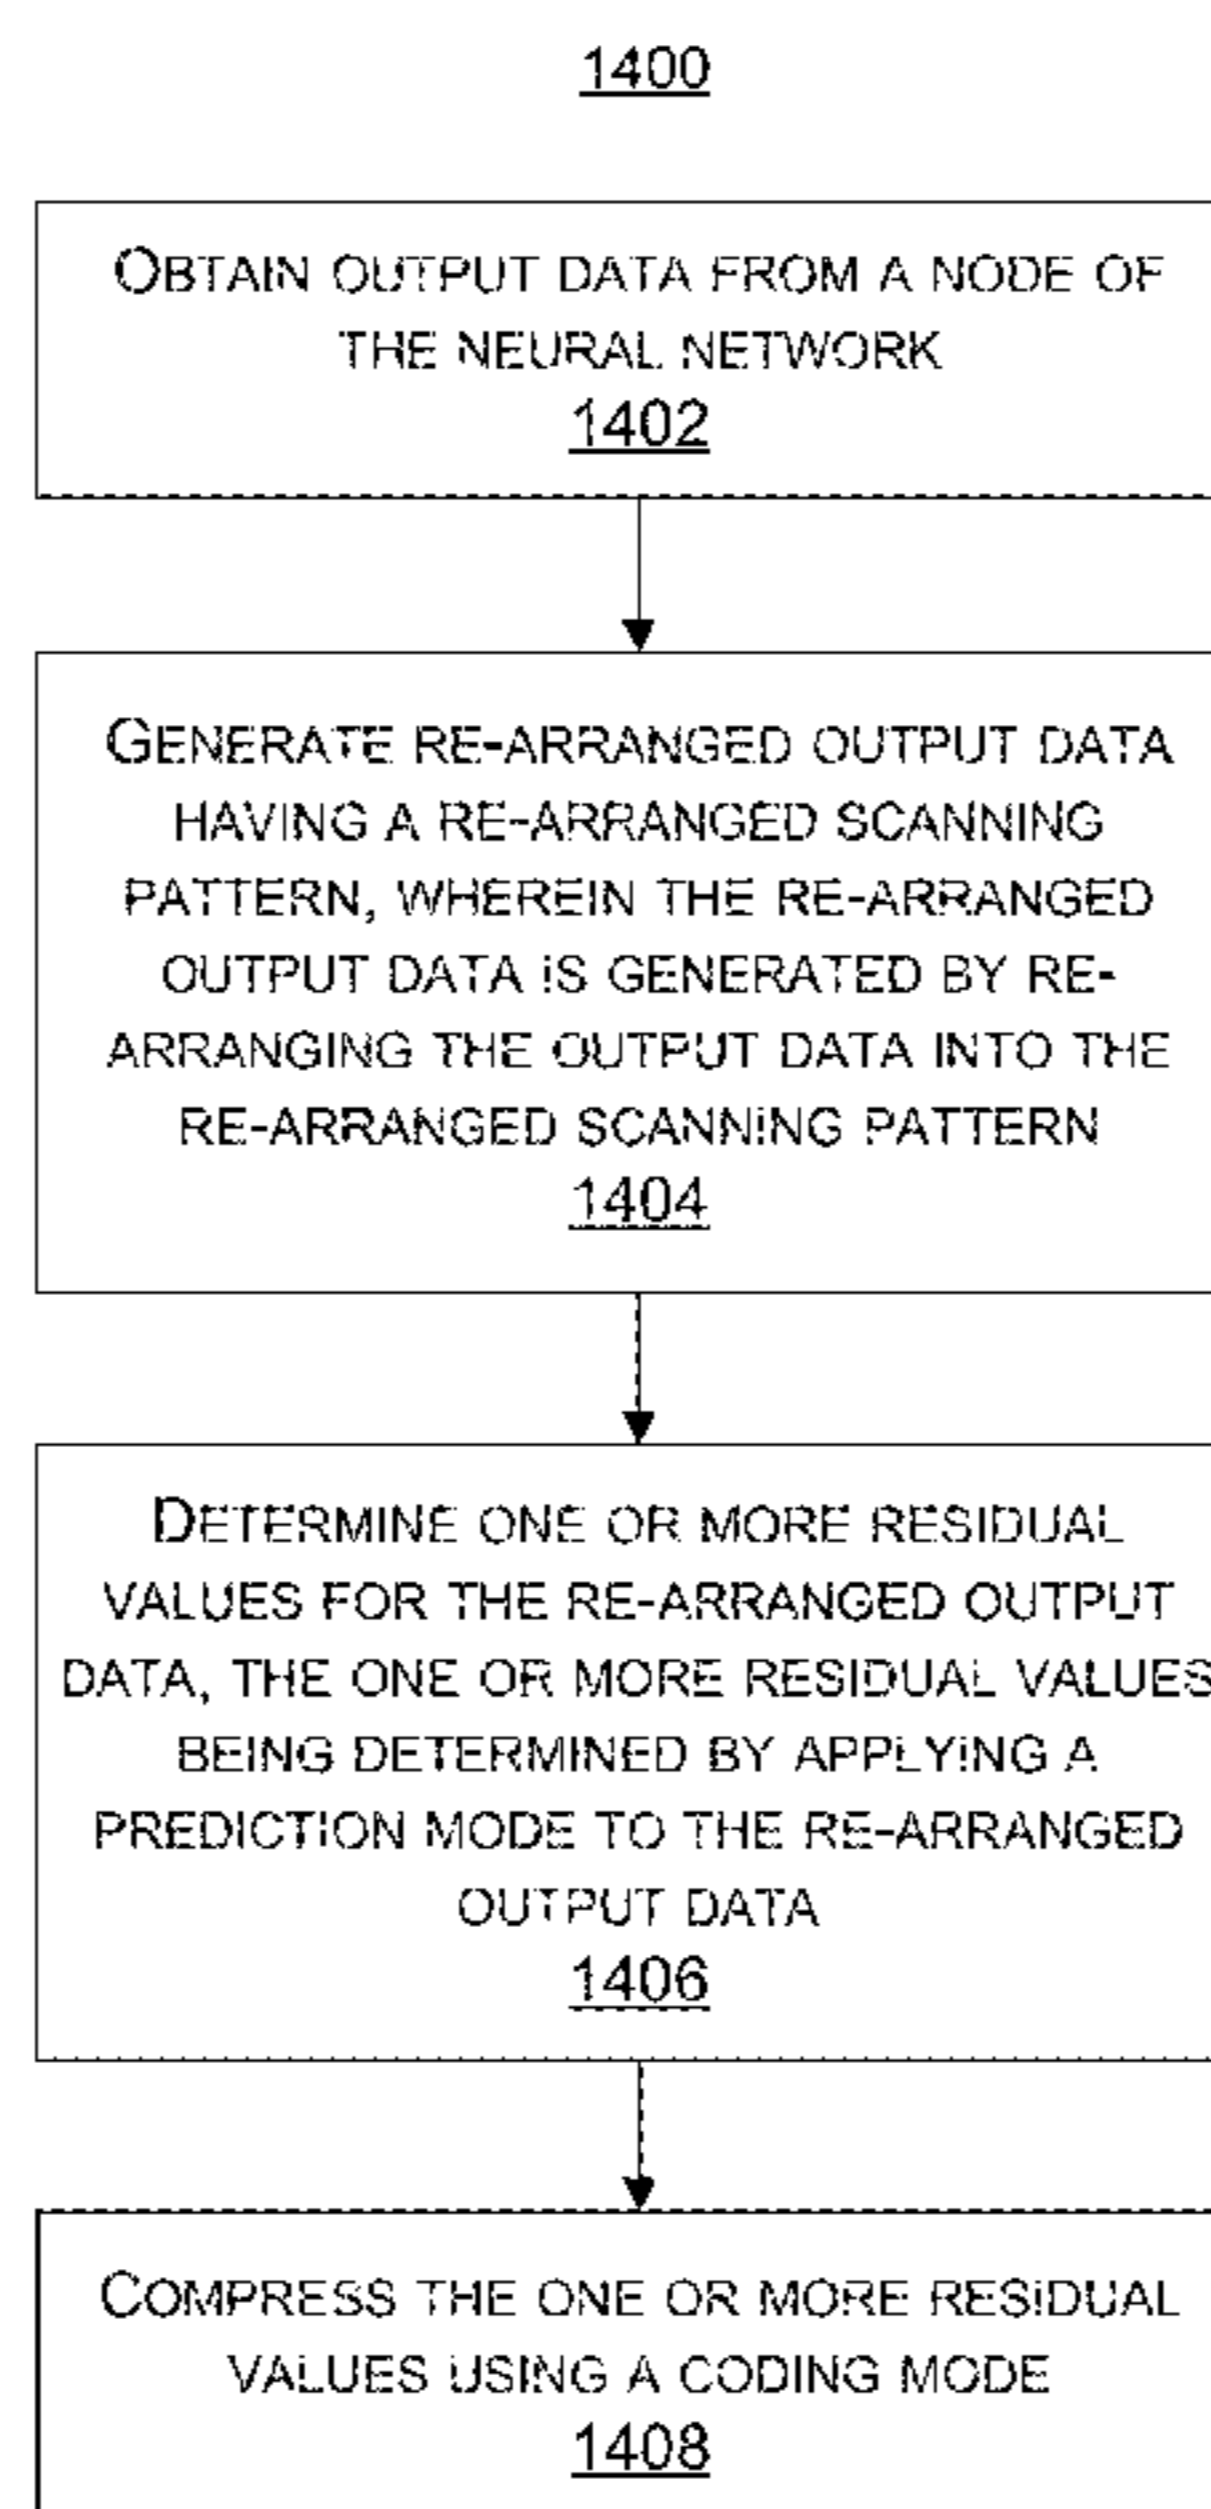 1400
OBTAIN OUTPUT DATA FROM A NODE OF
THE NEURAL NETWORK
1402
GENERATE RE-ARRANGED OUTPUT DATA
HAVING A RE-ARRANGED SCANNING
PATTERN, WHEREIN THE RE-ARRANGED
OUTPUT DATA IS GENERATED BY RE-
ARRANGING THE OUTPUT DATA INTO THE
RE-ARRANGED SCANNING PATTERN
1404
DETERMINE ONE OR MORE RESIDUAL
VALUES FOR THE RE-ARRANGED OUTPUT
DATA, THE ONE OR MORE RESIDUAL VALUES
BEING DETERMINED BY APPLYING A
PREDICTION MODE TO THE RE-ARRANGED
OUTPUT DATA
1406
COMPRESS THE ONE OR MORE RESIDUAL
VALUES USING A CODING MODE
1408